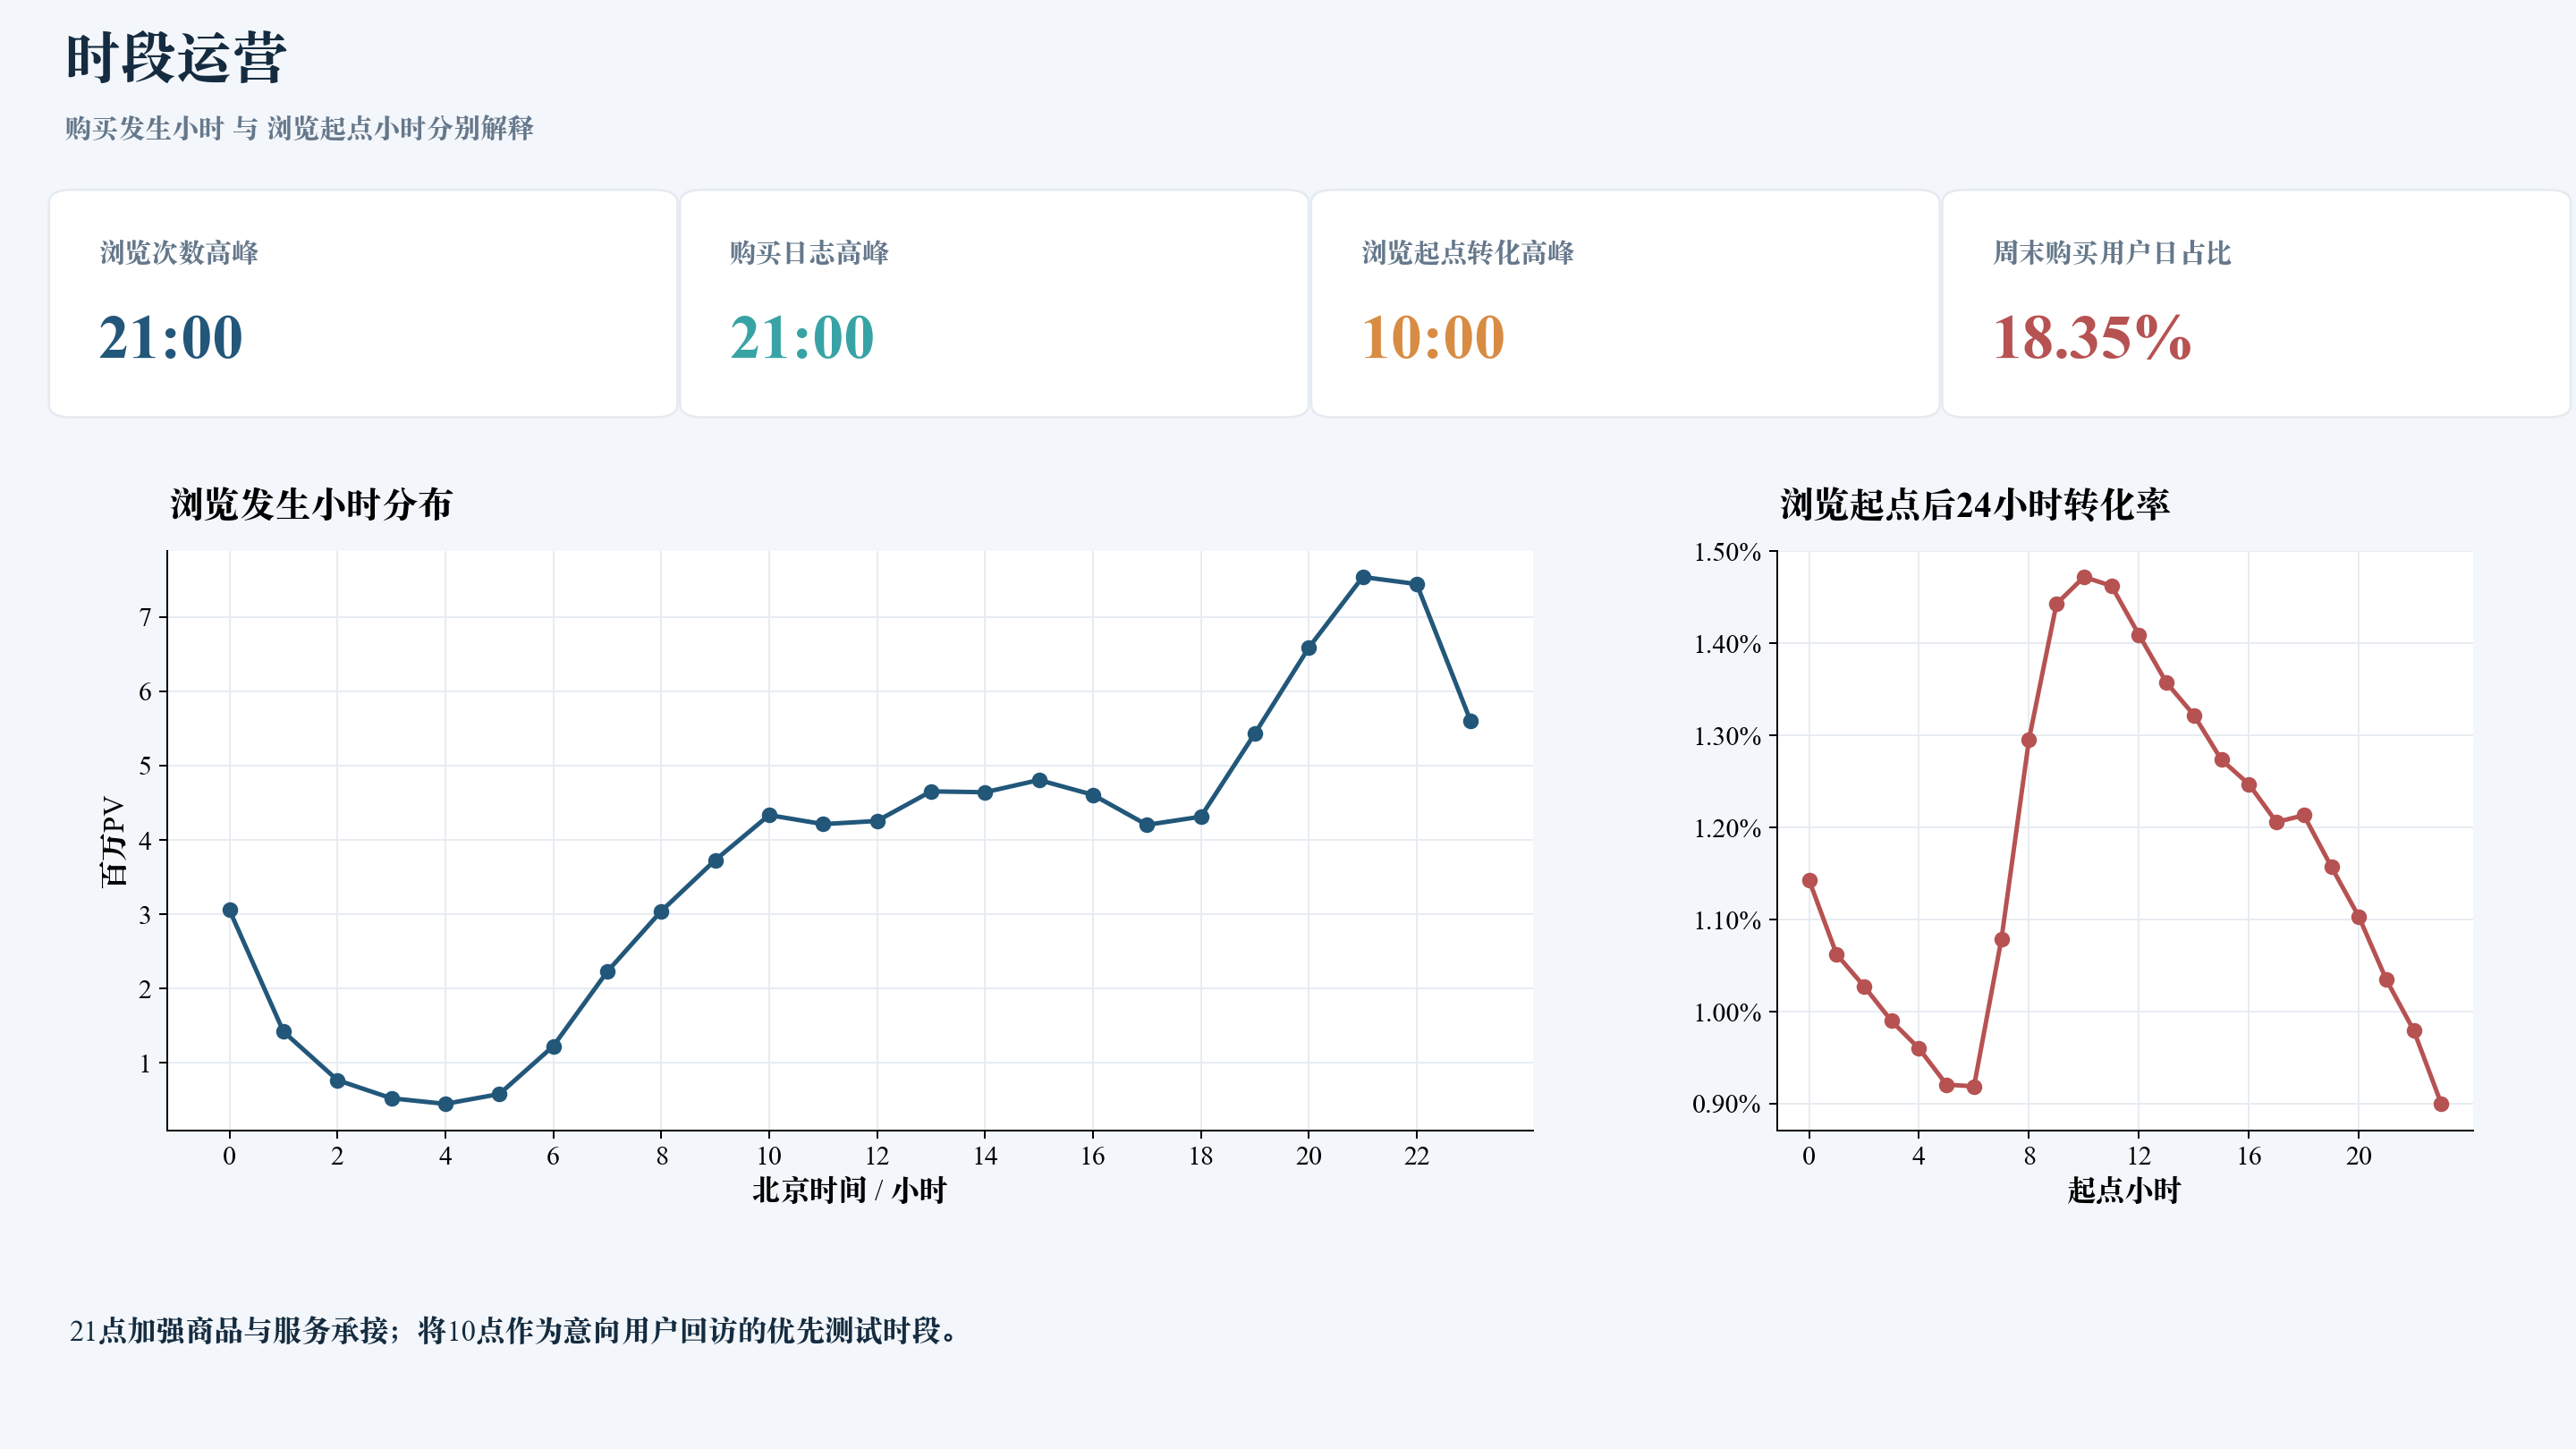 时段运营
购买发生小时 与 浏览起点小时分别解释
浏览次数高峰
21:00
购买日志高峰
21:00
浏览起点转化高峰
10:00
周末购买用户日占比
18.35%
浏览发生小时分布
百万PV
7
6
5
4
3
2
1
0 2 4 6 8 10 12 14 16 18 20 22
北京时间 / 小时
浏览起点后24小时转化率
1.50%
1.40%
1.30%
1.20%
1.10%
1.00%
0.90%
0 4 8 12 16 20
起点小时
21点加强商品与服务承接；将10点作为意向用户回访的优先测试时段。